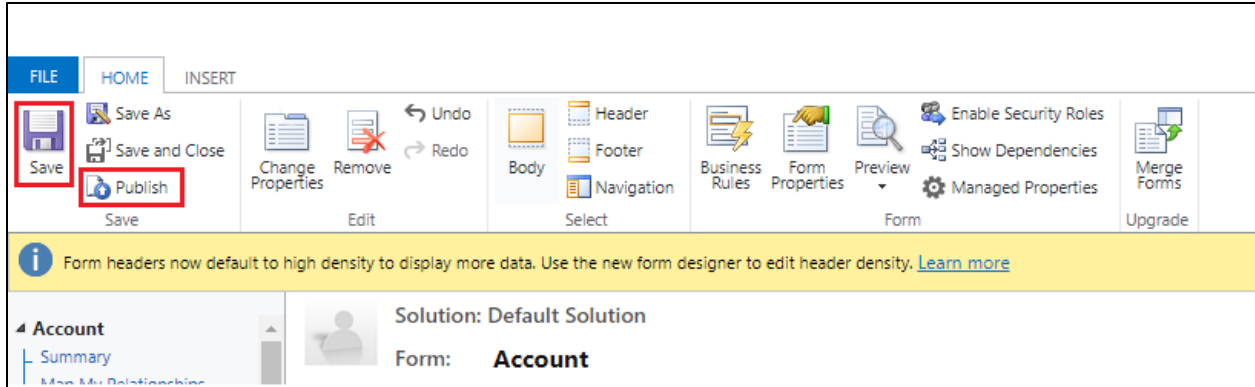 FILE HOME INSERT
Save
Save As
Save and Close
Publish
Save
Change
Properties
Remove
Undo
Redo
Edit
Body
Header
Footer
Navigation
Select
Business
Rules
Form
Properties
Preview
Enable Security Roles
Show Dependencies
Managed Properties
Form
Merge
Forms
Upgrade
Form headers now default to high density to display more data. Use the new form designer to edit header density. Learn more
Account
Summary
Map My Relationships
Solution: Default Solution
Form: Account